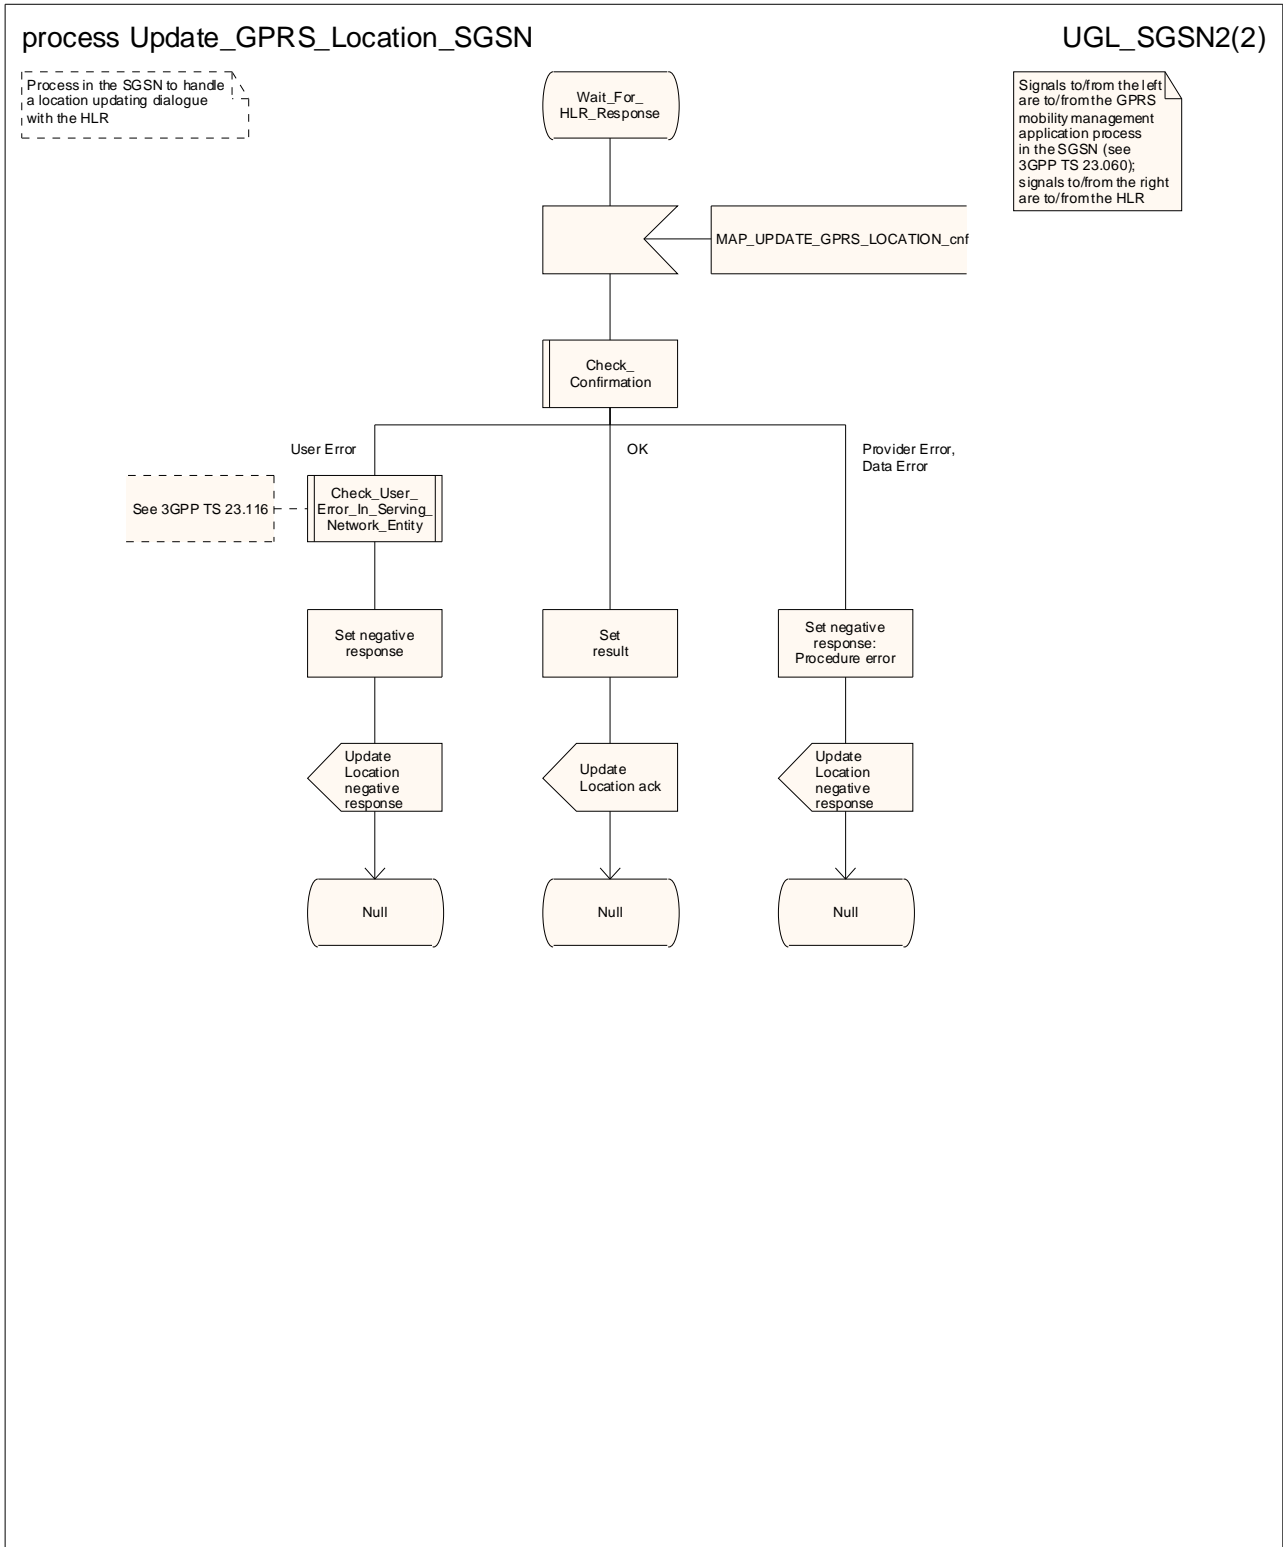 process Update_GPRS_Location_SGSN
UGL_SGSN2(2)
Process in the SGSN to handle
a location updating dialogue
with the HLR
Wait_For_
HLR_Response
Signals to/from the left
are to/from the GPRS
mobility management
application process
in the SGSN (see
3GPP TS 23.060);
signals to/from the right
are to/from the HLR
MAP_UPDATE_GPRS_LOCATION_cnf
Check_
Confirmation
User Error
OK
Provider Error,
Data Error
See 3GPP TS 23.116
Check_User_
Error_In_Serving_
Network_Entity
Set negative
response
Set
result
Set negative
response:
Procedure error
Update
Location
negative
response
Update
Location ack
Update
Location
negative
response
Null
Null
Null